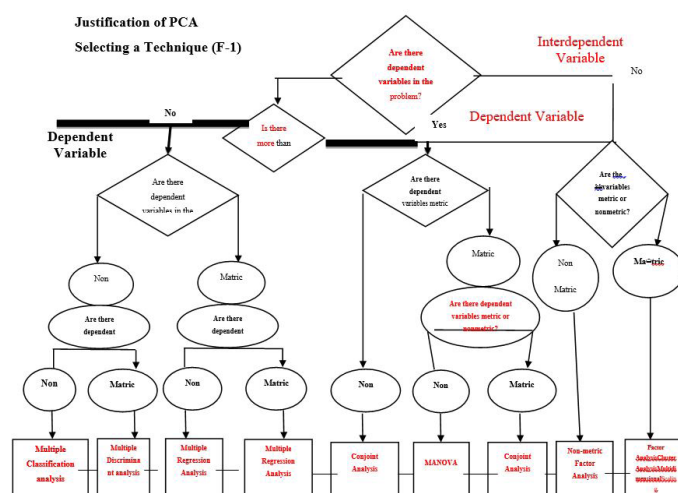 Justification of PCA
Selecting a Technique (F-1)
Are there
dependent
variables in the
problem?
Interdependent
Variable
No
No
Is there
more than
Yes
Dependent Variable
Dependent
Variable
Are there
dependent
variables in the
Are there
dependent
variables metric
Are the
variables
metric or
nonmetric?
Non
Matric
Matric
Non
Matric
Are there
dependent
Are there
dependent
Are there dependent
variables metric or
nonmetric?
Non
Matric
Non
Matric
Non
Non
Matric
Multiple
Classification
analysis
Multiple
Discrimina
nt analysis
Multiple
Regression
Analysis
Multiple
Regression
Analysis
Conjoint
Analysis
MANOVA
Conjoint
Analysis
Non-metric
Factor
Analysis
Factor